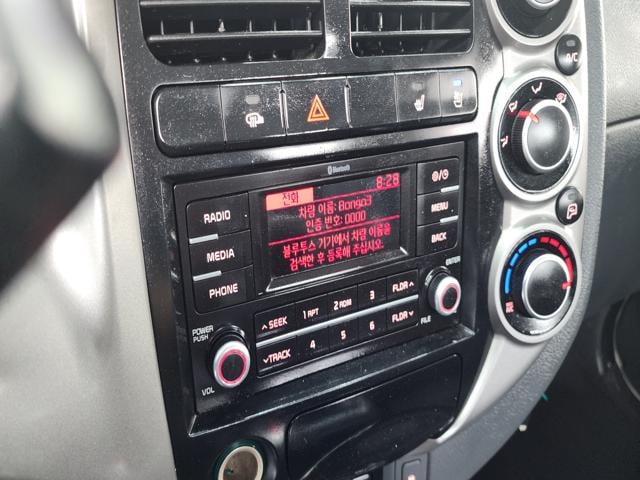 A/C
Bluetooth
전화 8:28
차량 이름: Bongo3
인증 번호: 0000
블루투스 기기에서 차량 이름을
검색한 후 등록해 주십시오.
RADIO
MEDIA
PHONE
MENU
BACK
POWER
PUSH
VOL
∧ SEEK 1 RPT 2 RDM 3 FLDR ∧
∨ TRACK 4 5 6 FLDR ∨
ENTER
FILE